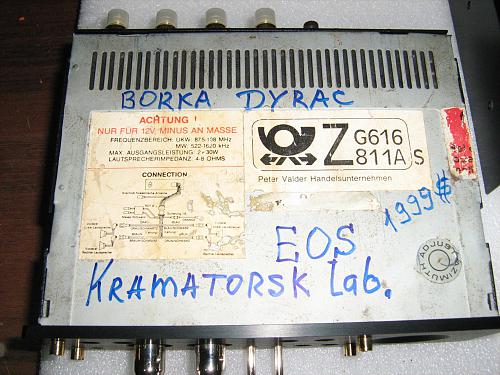 BORKA DYRAC
ACHTUNG !
NUR FÜR 12V, MINUS AN MASSE
FREQUENZBEREICH: UKW: 87.5-108 MHz
MW: 522-1620 kHz
MAX. AUSGANGSLEISTUNG: 2×30W
LAUTSPRECHERIMPEDANZ: 4-8 OHMS
CONNECTION
Z G616
811A S
Peter Valder Handelsunternehmen
1999$
EOS
KRAMATORSK Lab.
AZIMUTH ADJUST